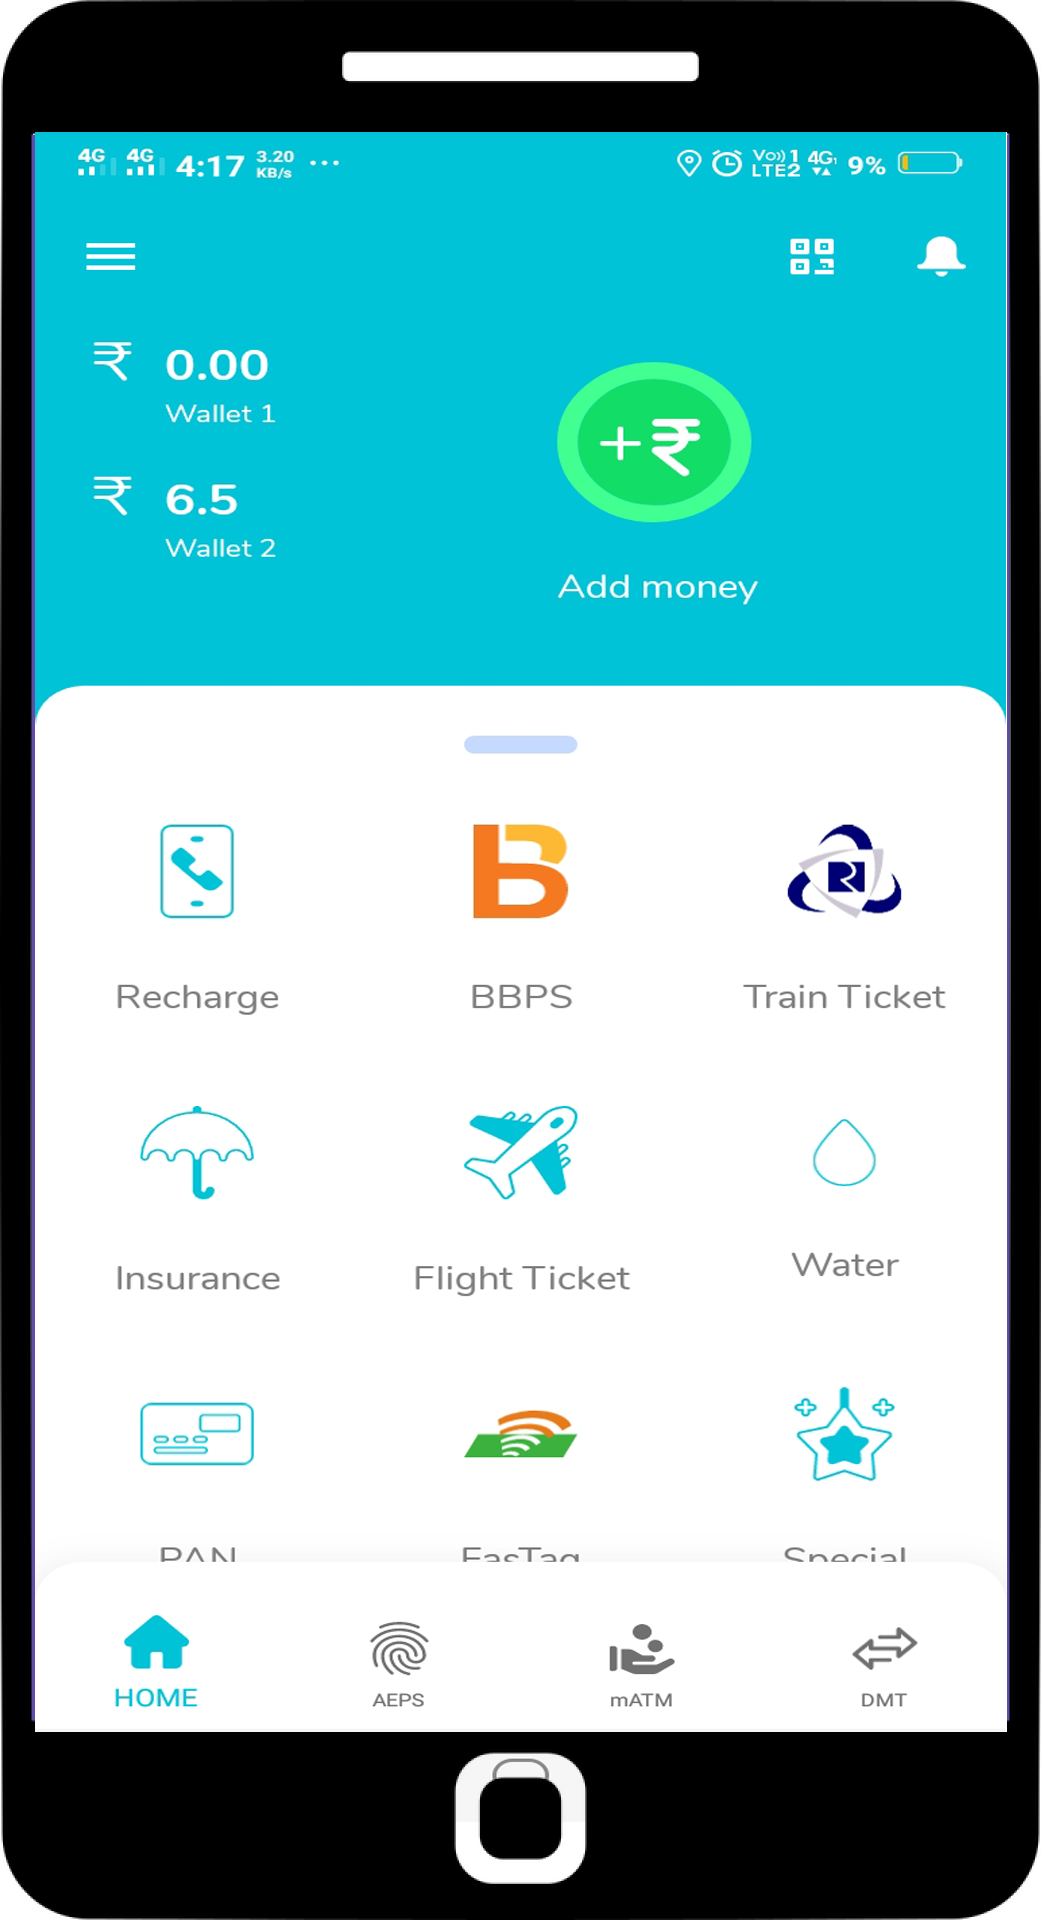 4G 4G 4:17 3.20 KB/s ... Vo)) 1 LTE2 4G 9%
₹ 0.00
Wallet 1
₹ 6.5
Wallet 2
+₹
Add money
Recharge BBPS Train Ticket
Insurance Flight Ticket Water
PAN FasTag Special
HOME AEPS mATM DMT